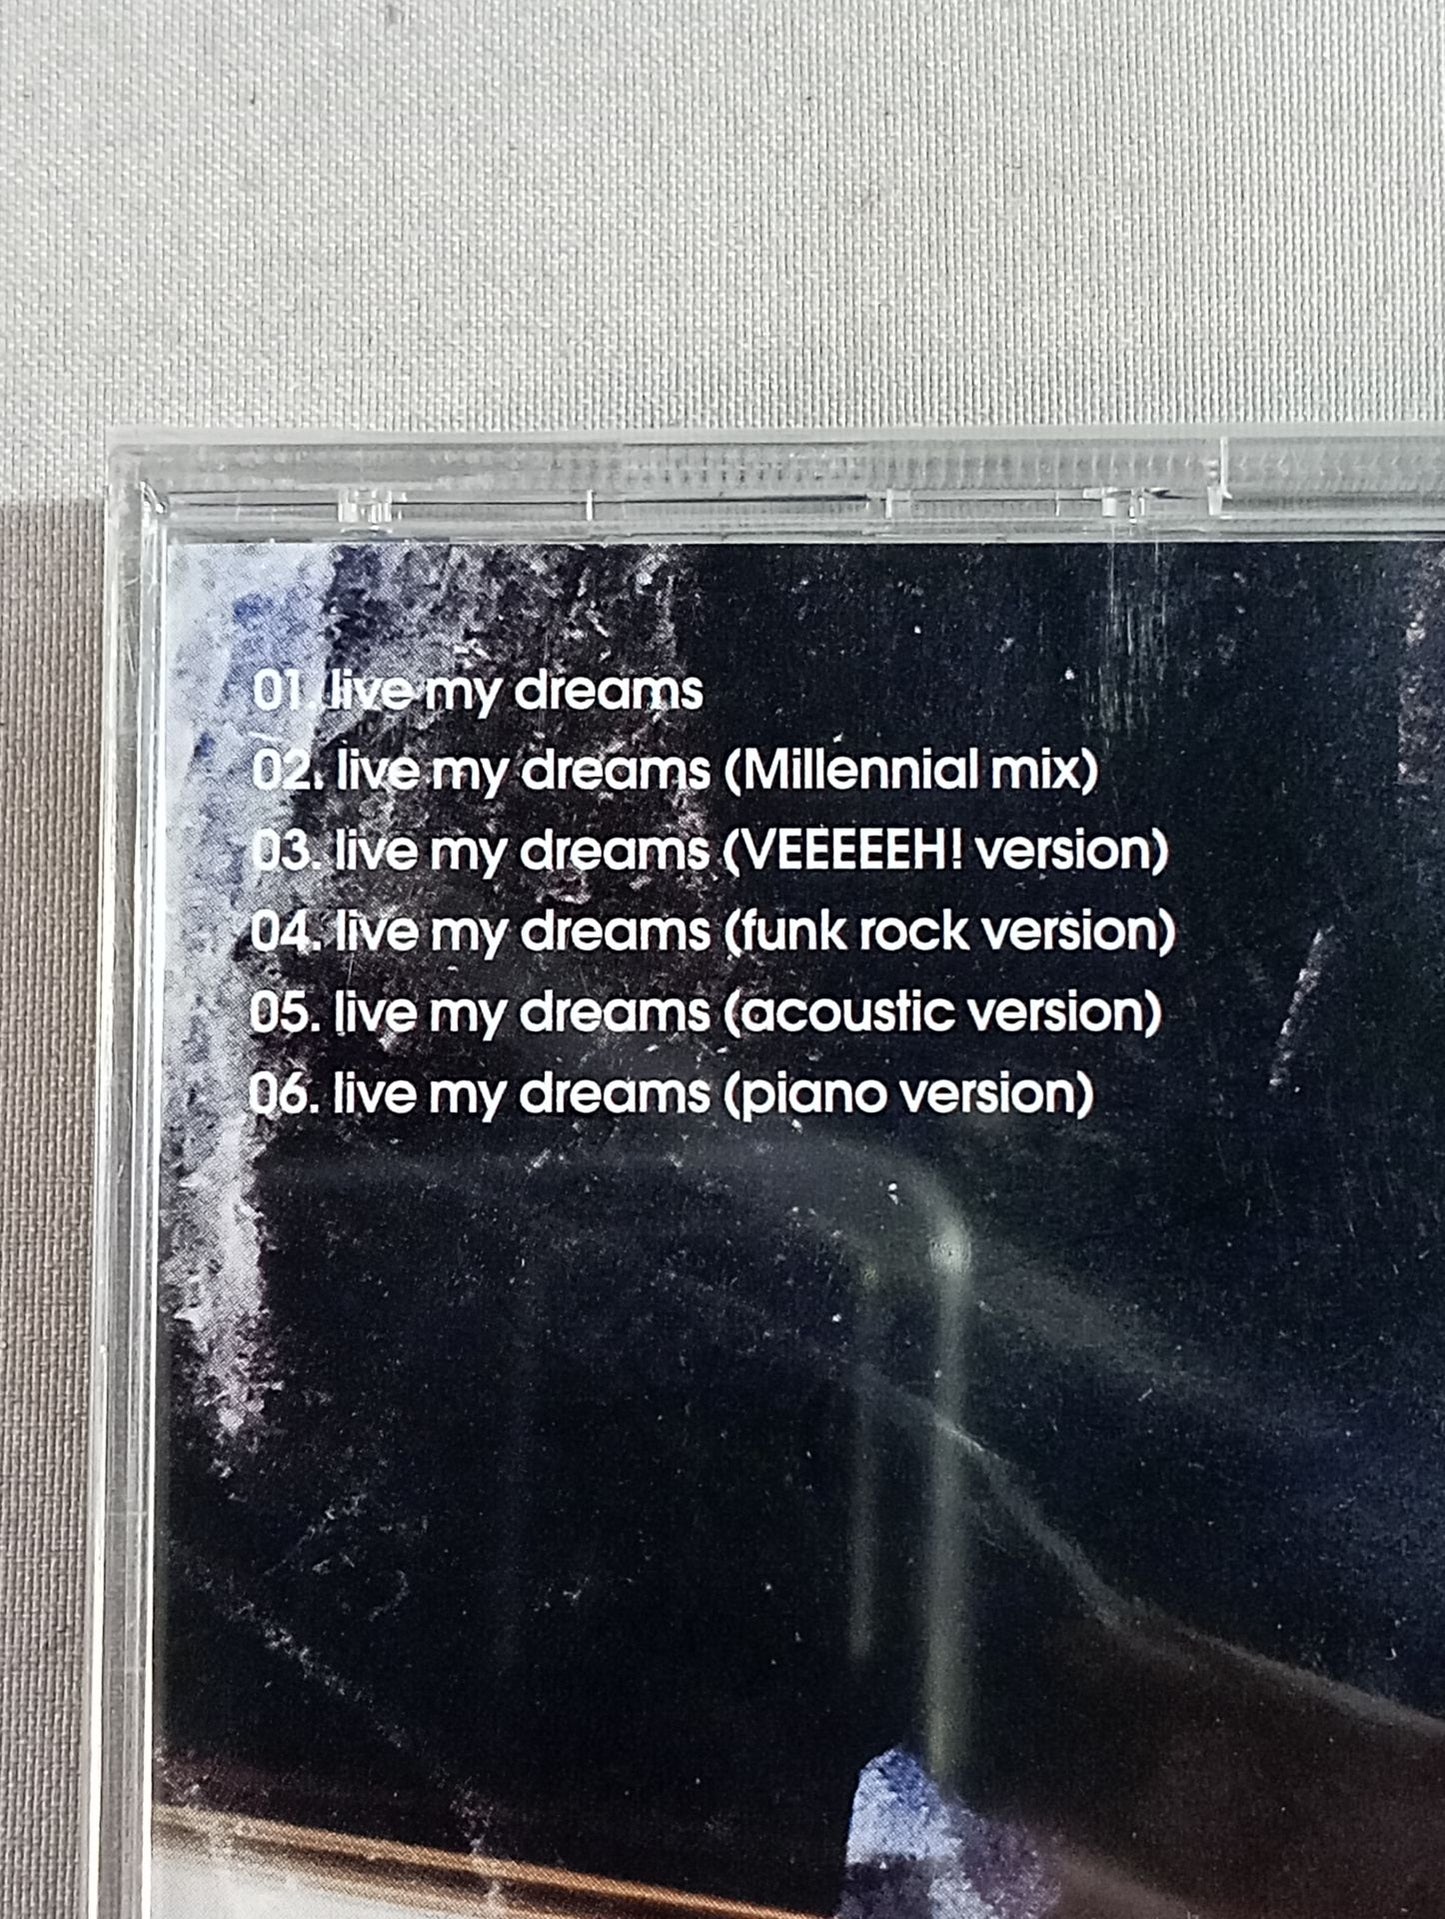 01. live my dreams
02. live my dreams (Millennial mix)
03. live my dreams (VEEEEEH! version)
04. live my dreams (funk rock version)
05. live my dreams (acoustic version)
06. live my dreams (piano version)